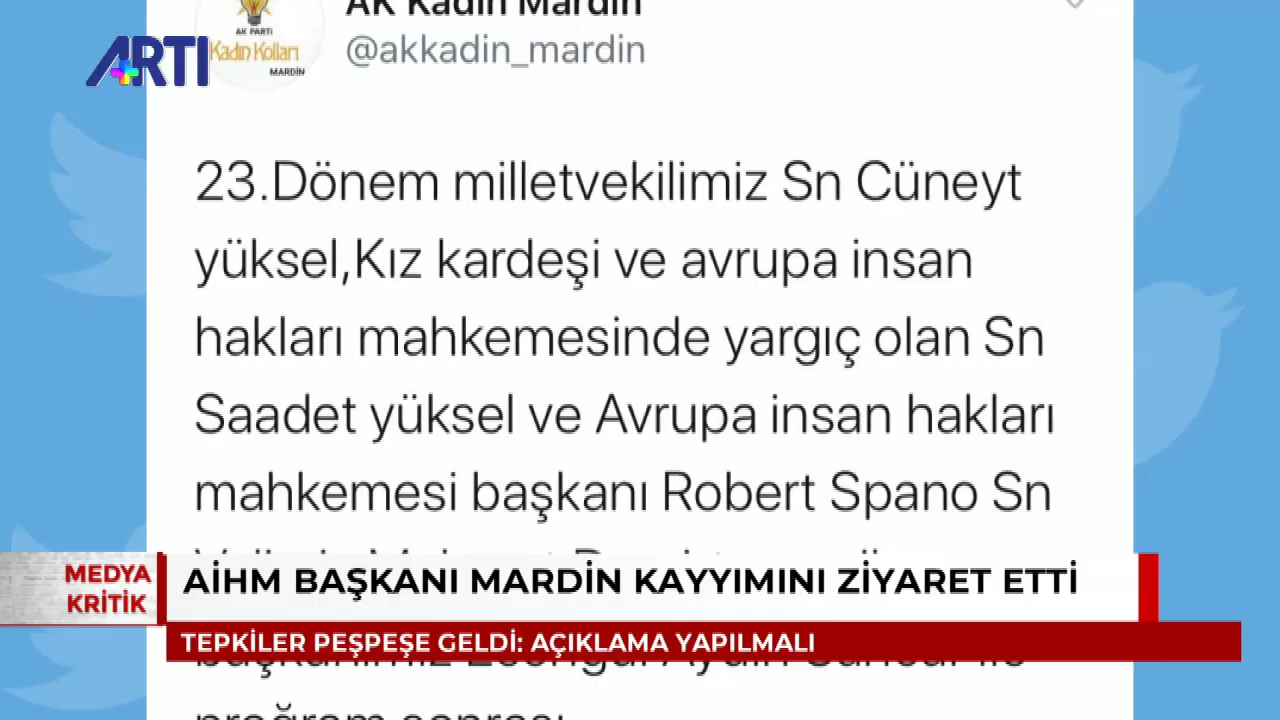 AK Kadın Mardin
AK PARTİ
Kadın Kolları
MARDİN
@akkadin_mardin
ARTI
23.Dönem milletvekilimiz Sn Cüneyt
yüksel,Kız kardeşi ve avrupa insan
hakları mahkemesinde yargıç olan Sn
Saadet yüksel ve Avrupa insan hakları
mahkemesi başkanı Robert Spano Sn
MEDYA
KRİTİK
AİHM BAŞKANI MARDİN KAYYIMINI ZİYARET ETTİ
TEPKİLER PEŞPEŞE GELDİ: AÇIKLAMA YAPILMALI